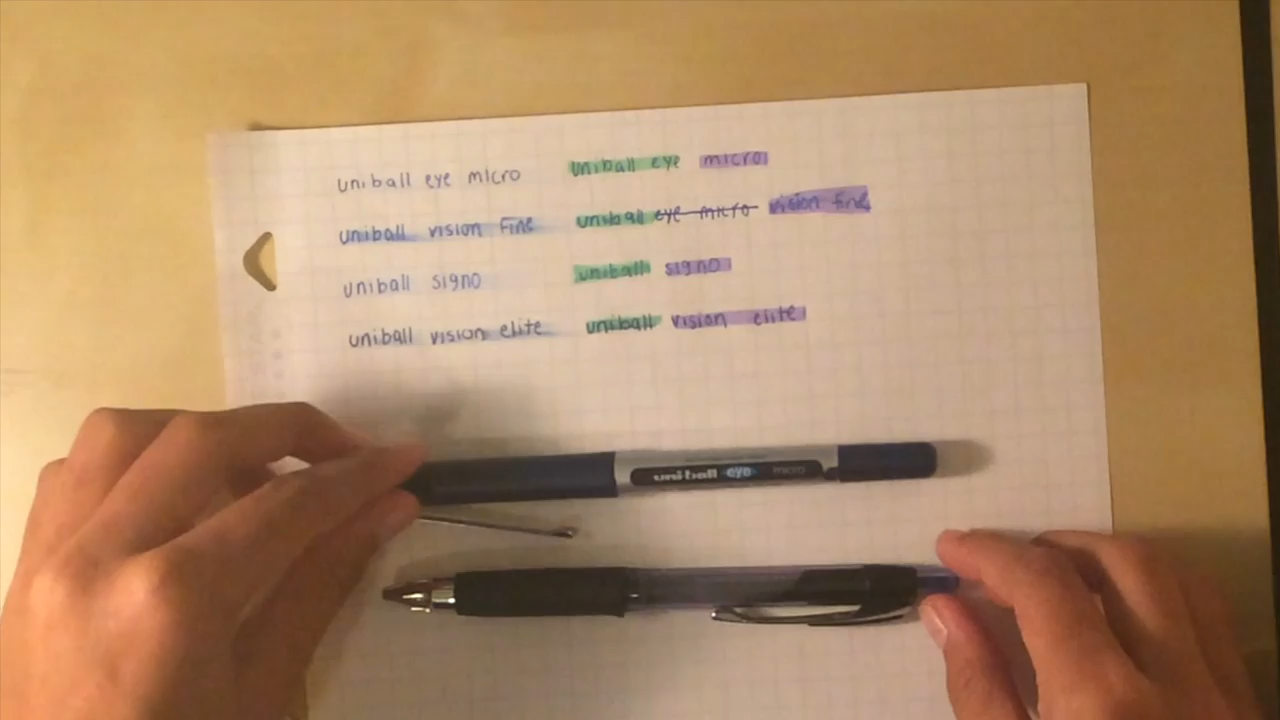 uniball eye micro uniball eye micro
uniball vision fine uniball eye micro vision fine
uniball signo uniball signo
uniball vision elite uniball vision elite
uni-ball eye micro